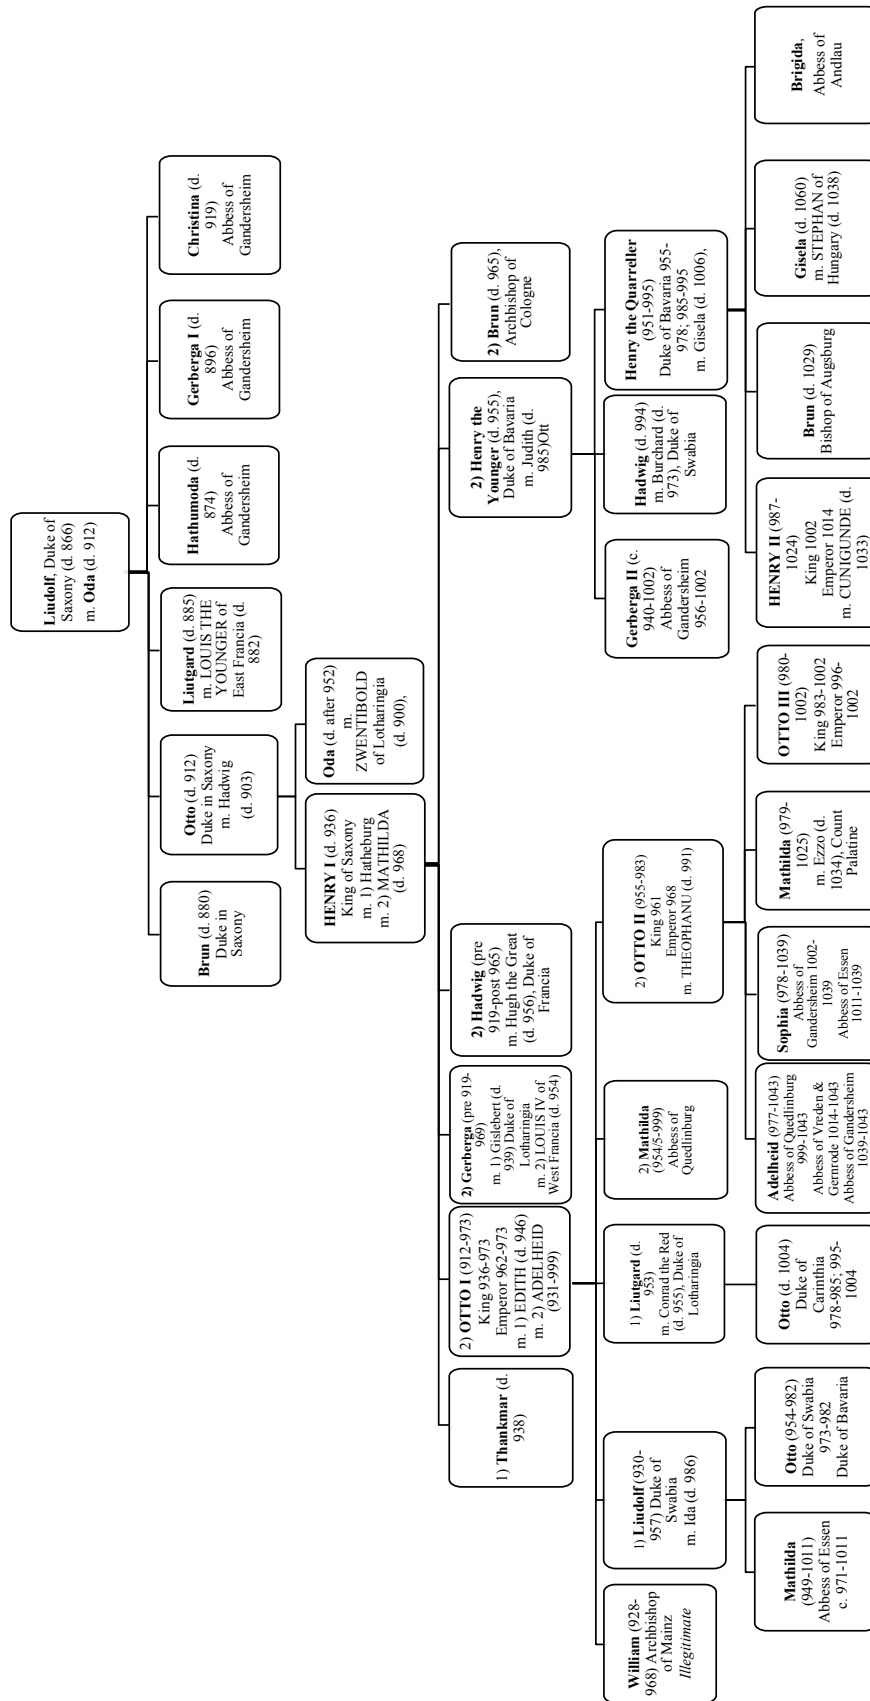 Liudolf, Duke of
Saxony (d. 866)
m. Oda (d. 912)
Brun (d. 880)
Duke in
Saxony
Otto (d. 912)
Duke in Saxony
m. Hadwig
(d. 903)
Liutgard (d. 885)
m. LOUIS THE
YOUNGER of
East Francia (d.
882)
Hathumoda (d.
874)
Abbess of
Gandersheim
Gerberga I (d.
896)
Abbess of
Gandersheim
Christina (d.
919)
Abbess of
Gandersheim
HENRY I (d. 936)
King of Saxony
m. 1) Hatheburg
m. 2) MATHILDA
(d. 968)
Oda (d. after 952)
m.
ZWENTIBOLD
of Lotharingia
(d. 900),
1) Thankmar (d.
938)
2) OTTO I (912-973)
King 936-973
Emperor 962-973
m. 1) EDITH (d. 946)
m. 2) ADELHEID
(931-999)
2) Gerberga (pre 919-
969)
m. 1) Gislebert (d.
939) Duke of
Lotharingia
m. 2) LOUIS IV of
West Francia (d. 954)
2) Hadwig (pre
919-post 965)
m. Hugh the Great
(d. 956), Duke of
Francia
2) Henry the
Younger (d. 955),
Duke of Bavaria
m. Judith (d.
985)Ott
2) Brun (d. 965),
Archbishop of
Cologne
William (928-
968) Archbishop
of Mainz
Illegitimate
1) Liudolf (930-
957) Duke of
Swabia
m. Ida (d. 986)
1) Liutgard (d.
953)
m. Conrad the Red
(d. 955), Duke of
Lotharingia
2) Mathilda
(954/5-999)
Abbess of
Quedlinburg
2) OTTO II (955-983)
King 961
Emperor 968
m. THEOPHANU (d. 991)
Gerberga II (c.
940-1002)
Abbess of
Gandersheim
956-1002
Hadwig (d. 994)
m. Burchard (d.
973), Duke of
Swabia
Henry the Quarreller
(951-995)
Duke of Bavaria 955-
978; 985-995
m. Gisela (d. 1006),
Mathilda
(949-1011)
Abbess of Essen
c. 971-1011
Otto (954-982)
Duke of Swabia
973-982
Duke of Bavaria
Otto (d. 1004)
Duke of
Carinthia
978-985; 995-
1004
Adelheid (977-1043)
Abbess of Quedlinburg
999-1043
Abbess of Vreden &
Gernrode 1014-1043
Abbess of Gandersheim
1039-1043
Sophia (978-1039)
Abbess of
Gandersheim 1002-
1039
Abbess of Essen
1011-1039
Mathilda (979-
1025)
m. Ezzo (d.
1034), Count
Palatine
OTTO III (980-
1002)
King 983-1002
Emperor 996-
1002
HENRY II (987-
1024)
King 1002
Emperor 1014
m. CUNIGUNDE (d.
1033)
Brun (d. 1029)
Bishop of Augsburg
Gisela (d. 1060)
m. STEPHAN of
Hungary (d. 1038)
Brigida,
Abbess of
Andlau